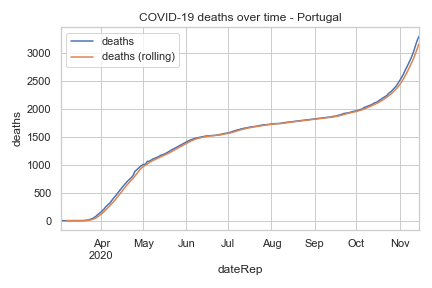 COVID-19 deaths over time - Portugal
deaths
deaths (rolling)
deaths
3000
2500
2000
1500
1000
500
0
Apr May Jun Jul Aug Sep Oct Nov
2020
dateRep